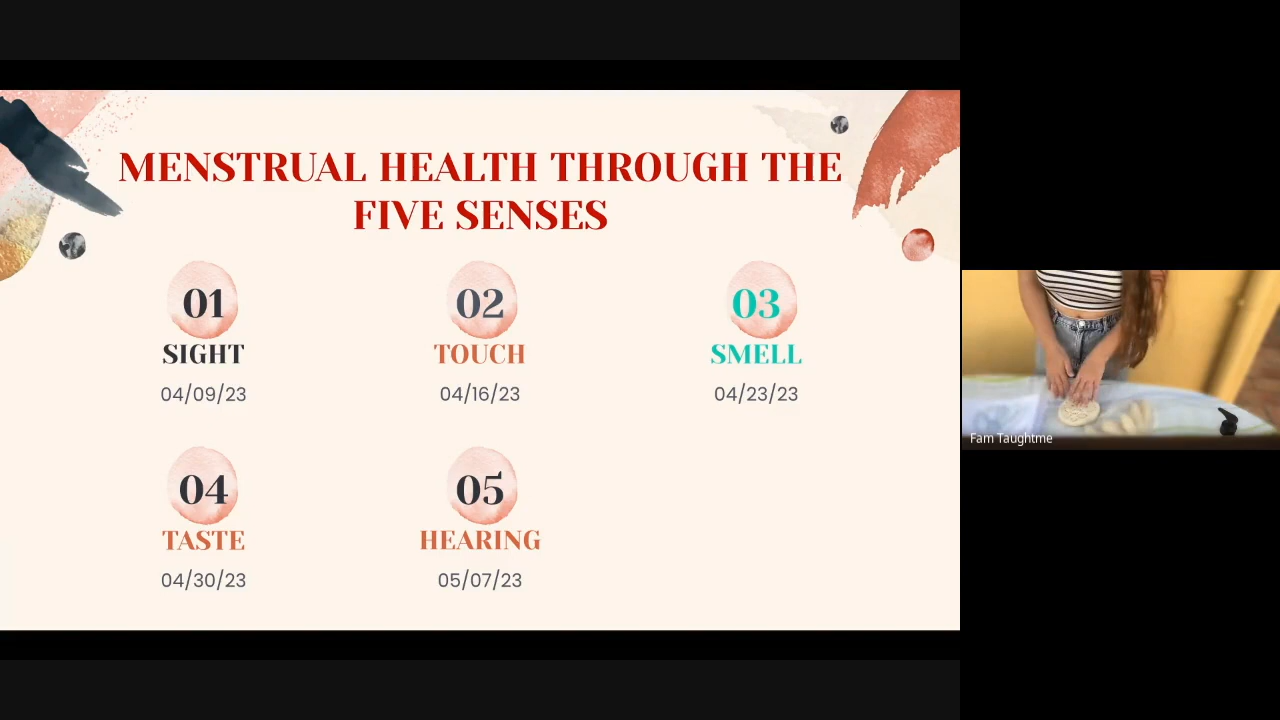 MENSTRUAL HEALTH THROUGH THE
FIVE SENSES
01
SIGHT
04/09/23
02
TOUCH
04/16/23
03
SMELL
04/23/23
04
TASTE
04/30/23
05
HEARING
05/07/23
Fam Taughtme